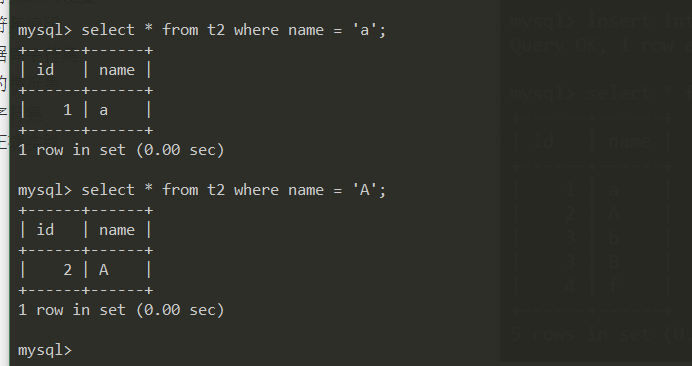 mysql> select * from t2 where name = 'a';
+------+------+
| id   | name |
+------+------+
|    1 | a    |
+------+------+
1 row in set (0.00 sec)
mysql> select * from t2 where name = 'A';
+------+------+
| id   | name |
+------+------+
|    2 | A    |
+------+------+
1 row in set (0.00 sec)
mysql>